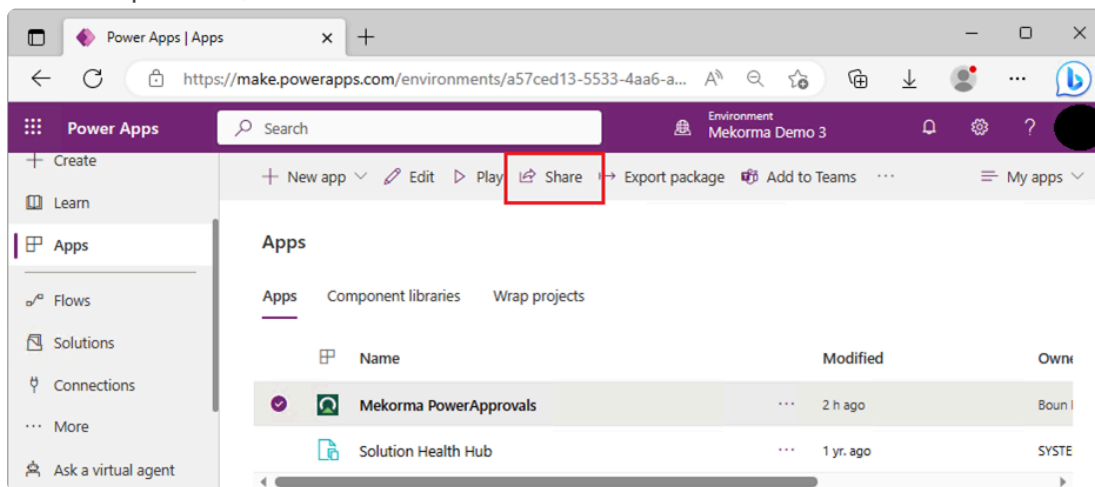 Power Apps | Apps
https://make.powerapps.com/environments/a57ced13-5533-4aa6-a...
Power Apps
Search
Environment
Mekorma Demo 3
?
Create
New app
Edit
Play
Share
Export package
Add to Teams
...
My apps
Learn
Apps
Apps
Flows
Apps
Component libraries
Wrap projects
Solutions
Name
Modified
Connections
Mekorma PowerApprovals
...
2 h ago
Boun
More
Solution Health Hub
...
1 yr. ago
SYSTE
Ask a virtual agent